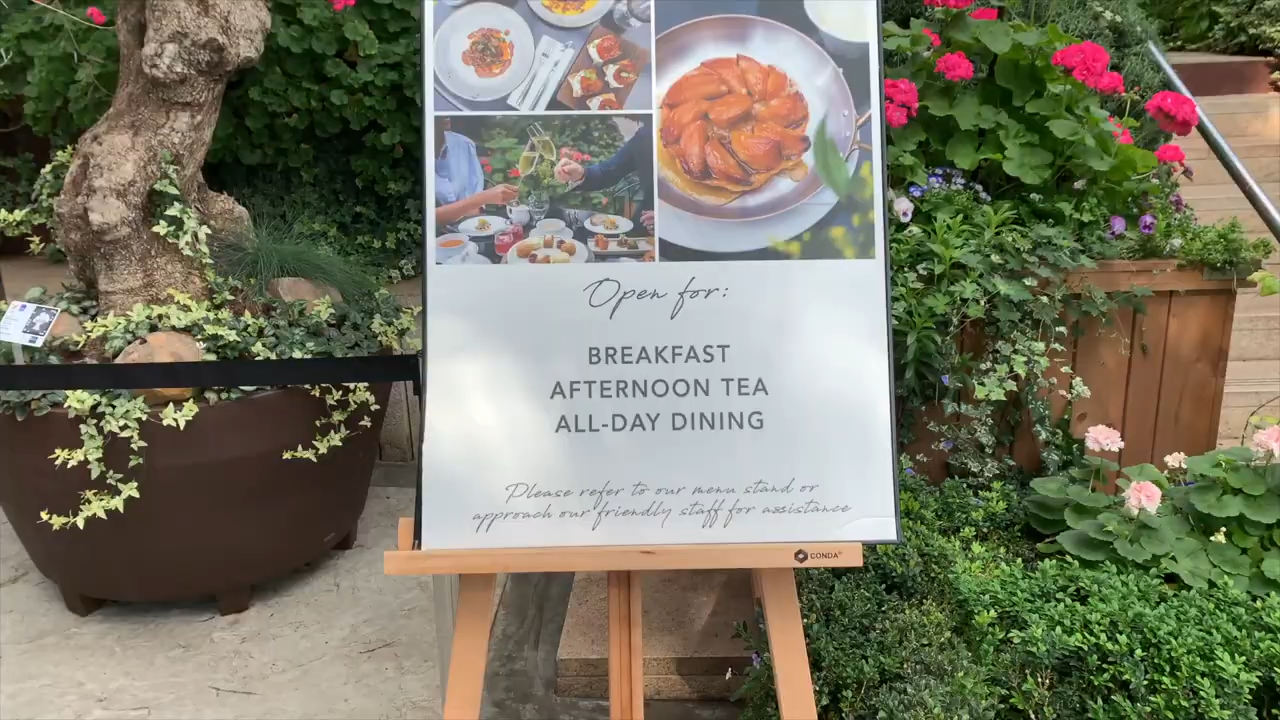 Open for:
BREAKFAST
AFTERNOON TEA
ALL-DAY DINING
Please refer to our menu stand or
approach our friendly staff for assistance
CONDA